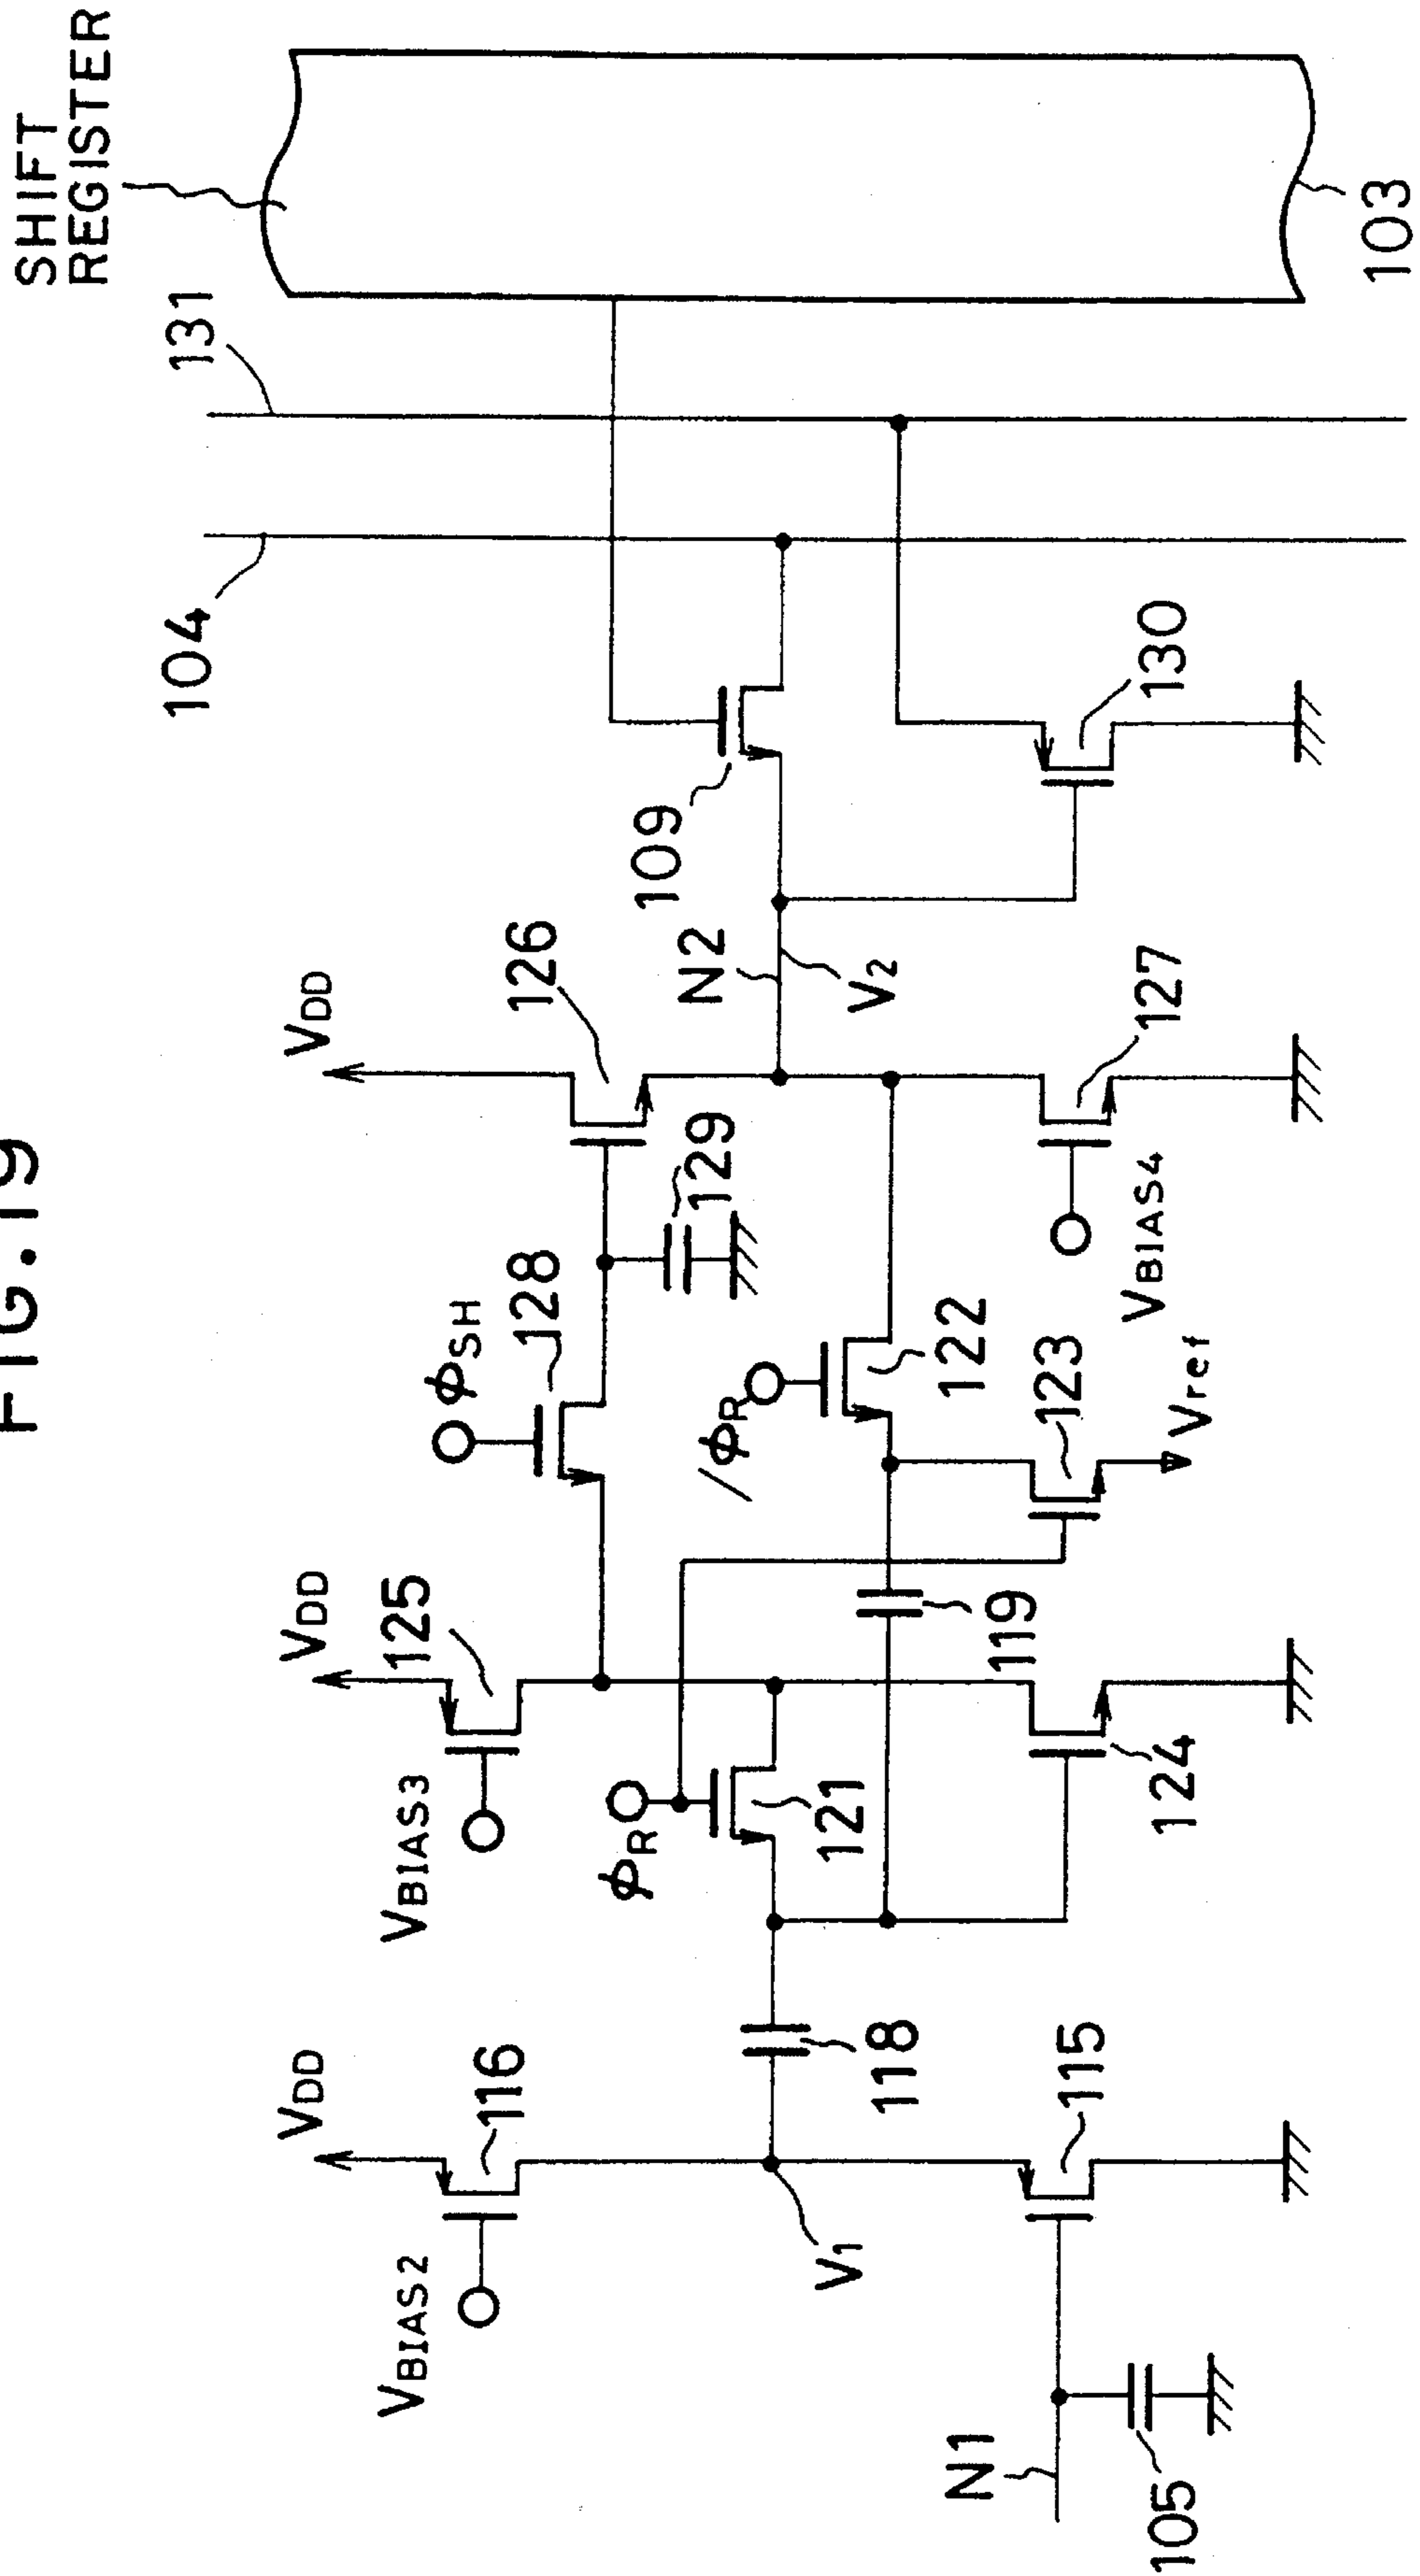 FIG.19
SHIFT
REGISTER
131
104
103
109
130
N2
V2
VDD
126
127
129
128
ϕSH
122
/ϕR
123
Vref
VBIAS4
VDD
125
VBIAS3
ϕR
121
119
124
VDD
116
VBIAS2
118
115
V1
N1
105